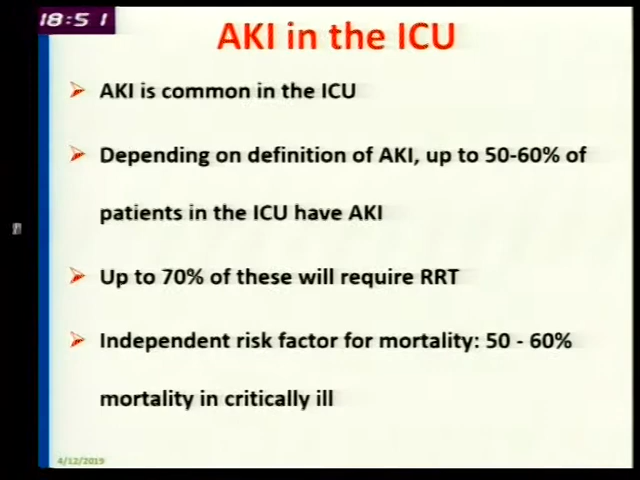 18:51
AKI in the ICU
AKI is common in the ICU
Depending on definition of AKI, up to 50-60% of
patients in the ICU have AKI
Up to 70% of these will require RRT
Independent risk factor for mortality: 50 - 60%
mortality in critically ill
4/12/2019